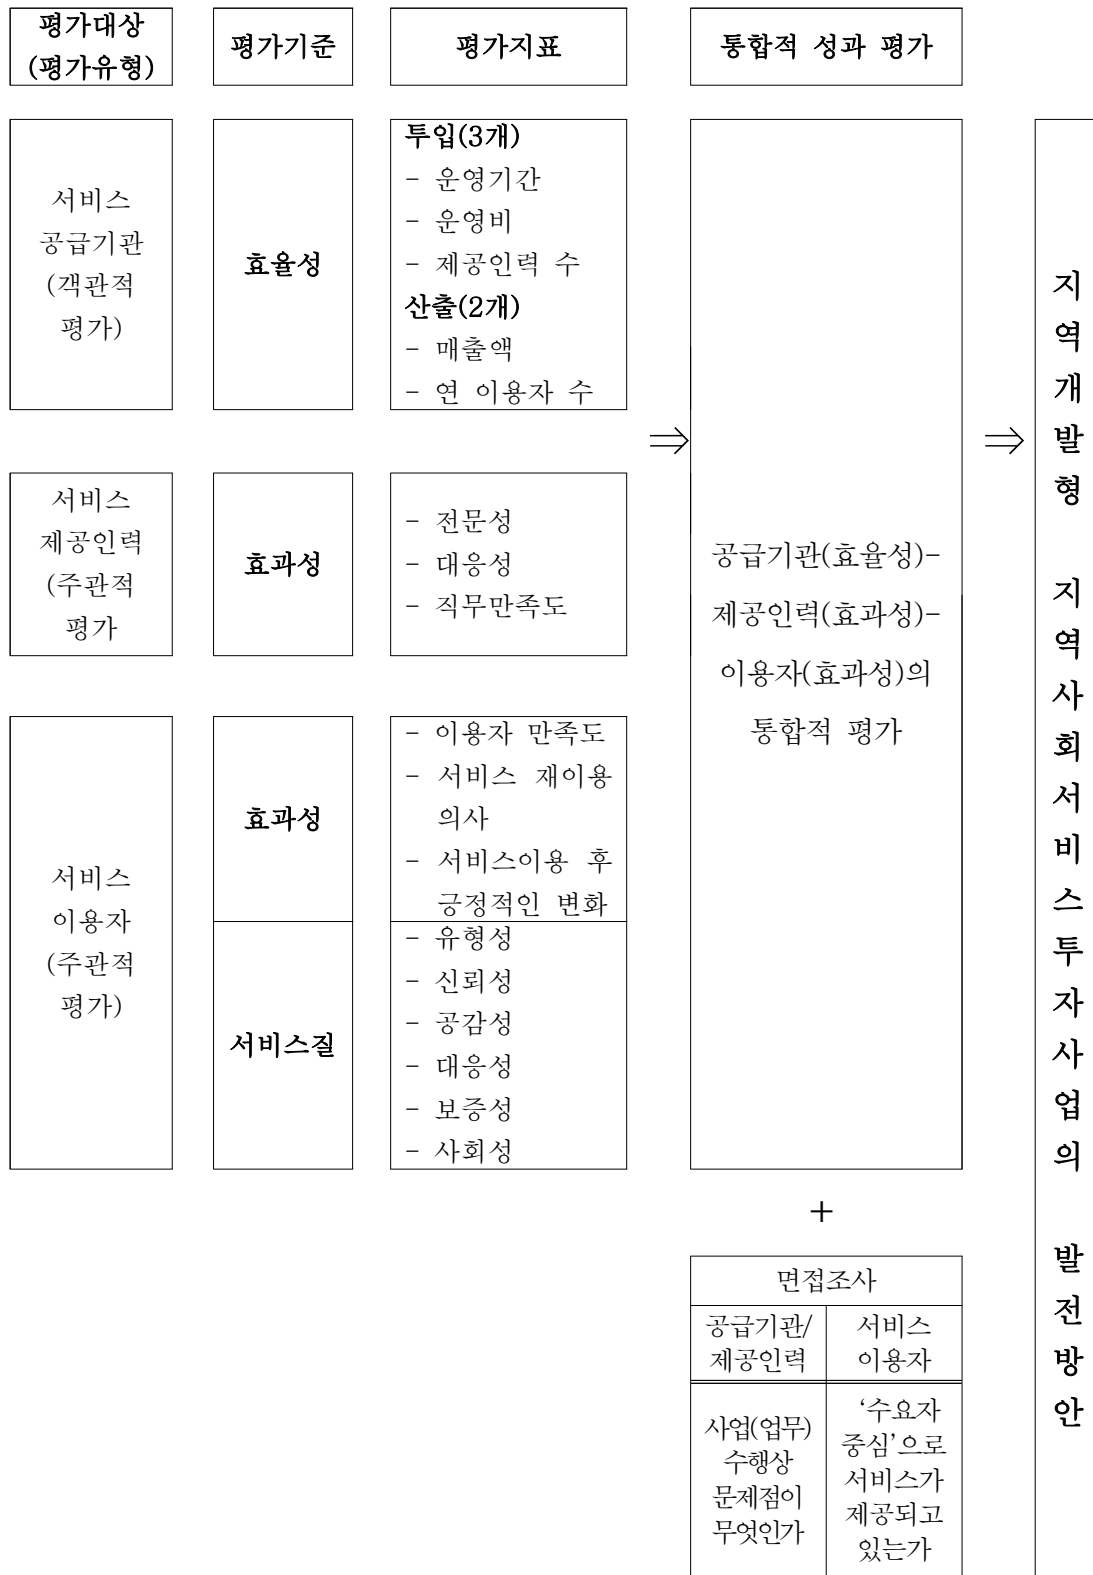 평가대상
(평가유형)
평가기준
평가지표
통합적 성과 평가
서비스
공급기관
(객관적
평가)
효율성
투입(3개)
- 운영기간
- 운영비
- 제공인력 수
산출(2개)
- 매출액
- 연 이용자 수
서비스
제공인력
(주관적
평가
효과성
- 전문성
- 대응성
- 직무만족도
서비스
이용자
(주관적
평가)
효과성
- 이용자 만족도
- 서비스 재이용
의사
- 서비스이용 후
긍정적인 변화
서비스질
- 유형성
- 신뢰성
- 공감성
- 대응성
- 보증성
- 사회성
⇒
공급기관(효율성)-
제공인력(효과성)-
이용자(효과성)의
통합적 평가
+
면접조사
공급기관/
제공인력
서비스
이용자
사업(업무)
수행상
문제점이
무엇인가
‘수요자
중심’으로
서비스가
제공되고
있는가
⇒
지역개발형 지역사회서비스투자사업의 발전방안